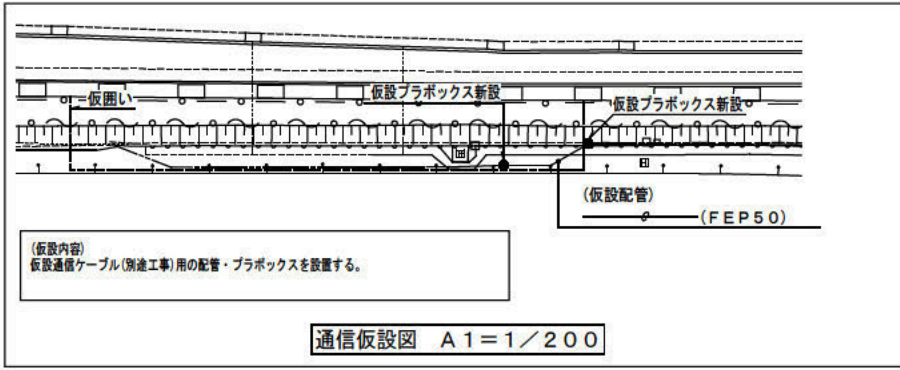 仮囲い
仮設プラボックス新設
仮設プラボックス新設
(仮設配管)
(FEP50)
(仮設内容)
仮設通信ケーブル(別途工事)用の配管・プラボックスを設置する。
通信仮設図 A1=1/200